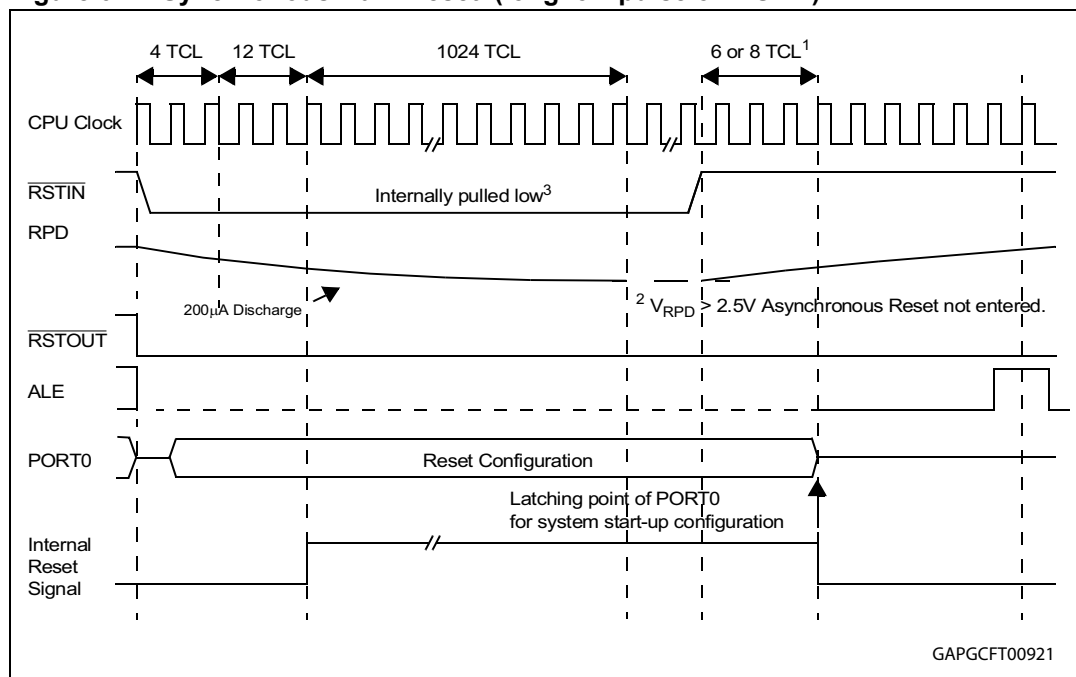 4 TCL 12 TCL 1024 TCL 6 or 8 TCL1
CPU Clock
RSTIN
Internally pulled low3
RPD
200µA Discharge
2 VRPD > 2.5V Asynchronous Reset not entered.
RSTOUT
ALE
PORT0
Reset Configuration
Latching point of PORT0
for system start-up configuration
Internal
Reset
Signal
GAPGCFT00921